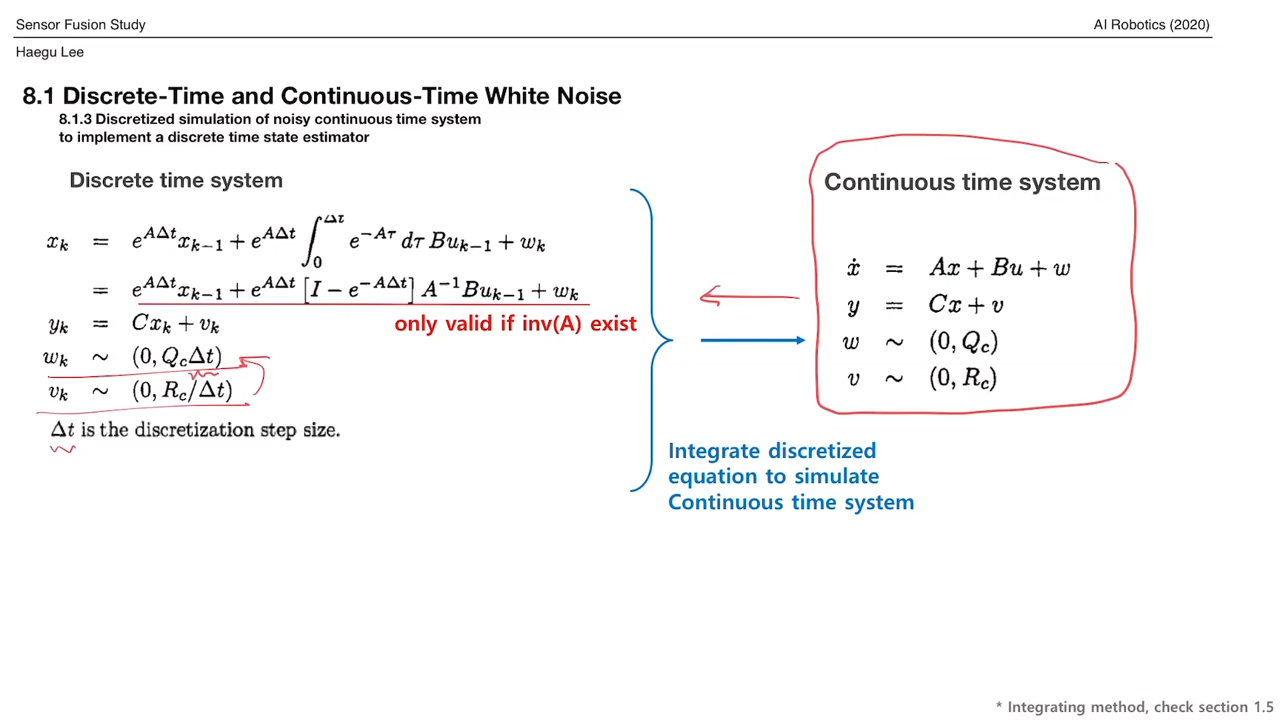 Sensor Fusion Study
AI Robotics (2020)
Haegu Lee
8.1 Discrete-Time and Continuous-Time White Noise
8.1.3 Discretized simulation of noisy continuous time system
to implement a discrete time state estimator
Discrete time system
x_k = e^{AΔt}x_{k−1} + e^{AΔt} ∫_0^{Δt} e^{−Aτ} dτ Bu_{k−1} + w_k
= e^{AΔt}x_{k−1} + e^{AΔt} [I − e^{−AΔt}] A^{−1}Bu_{k−1} + w_k
y_k = Cx_k + v_k
only valid if inv(A) exist
w_k ∼ (0, Q_cΔt)
v_k ∼ (0, R_c/Δt)
Δt is the discretization step size.
Continuous time system
ẋ = Ax + Bu + w
y = Cx + v
w ∼ (0, Q_c)
v ∼ (0, R_c)
Integrate discretized
equation to simulate
Continuous time system
* Integrating method, check section 1.5